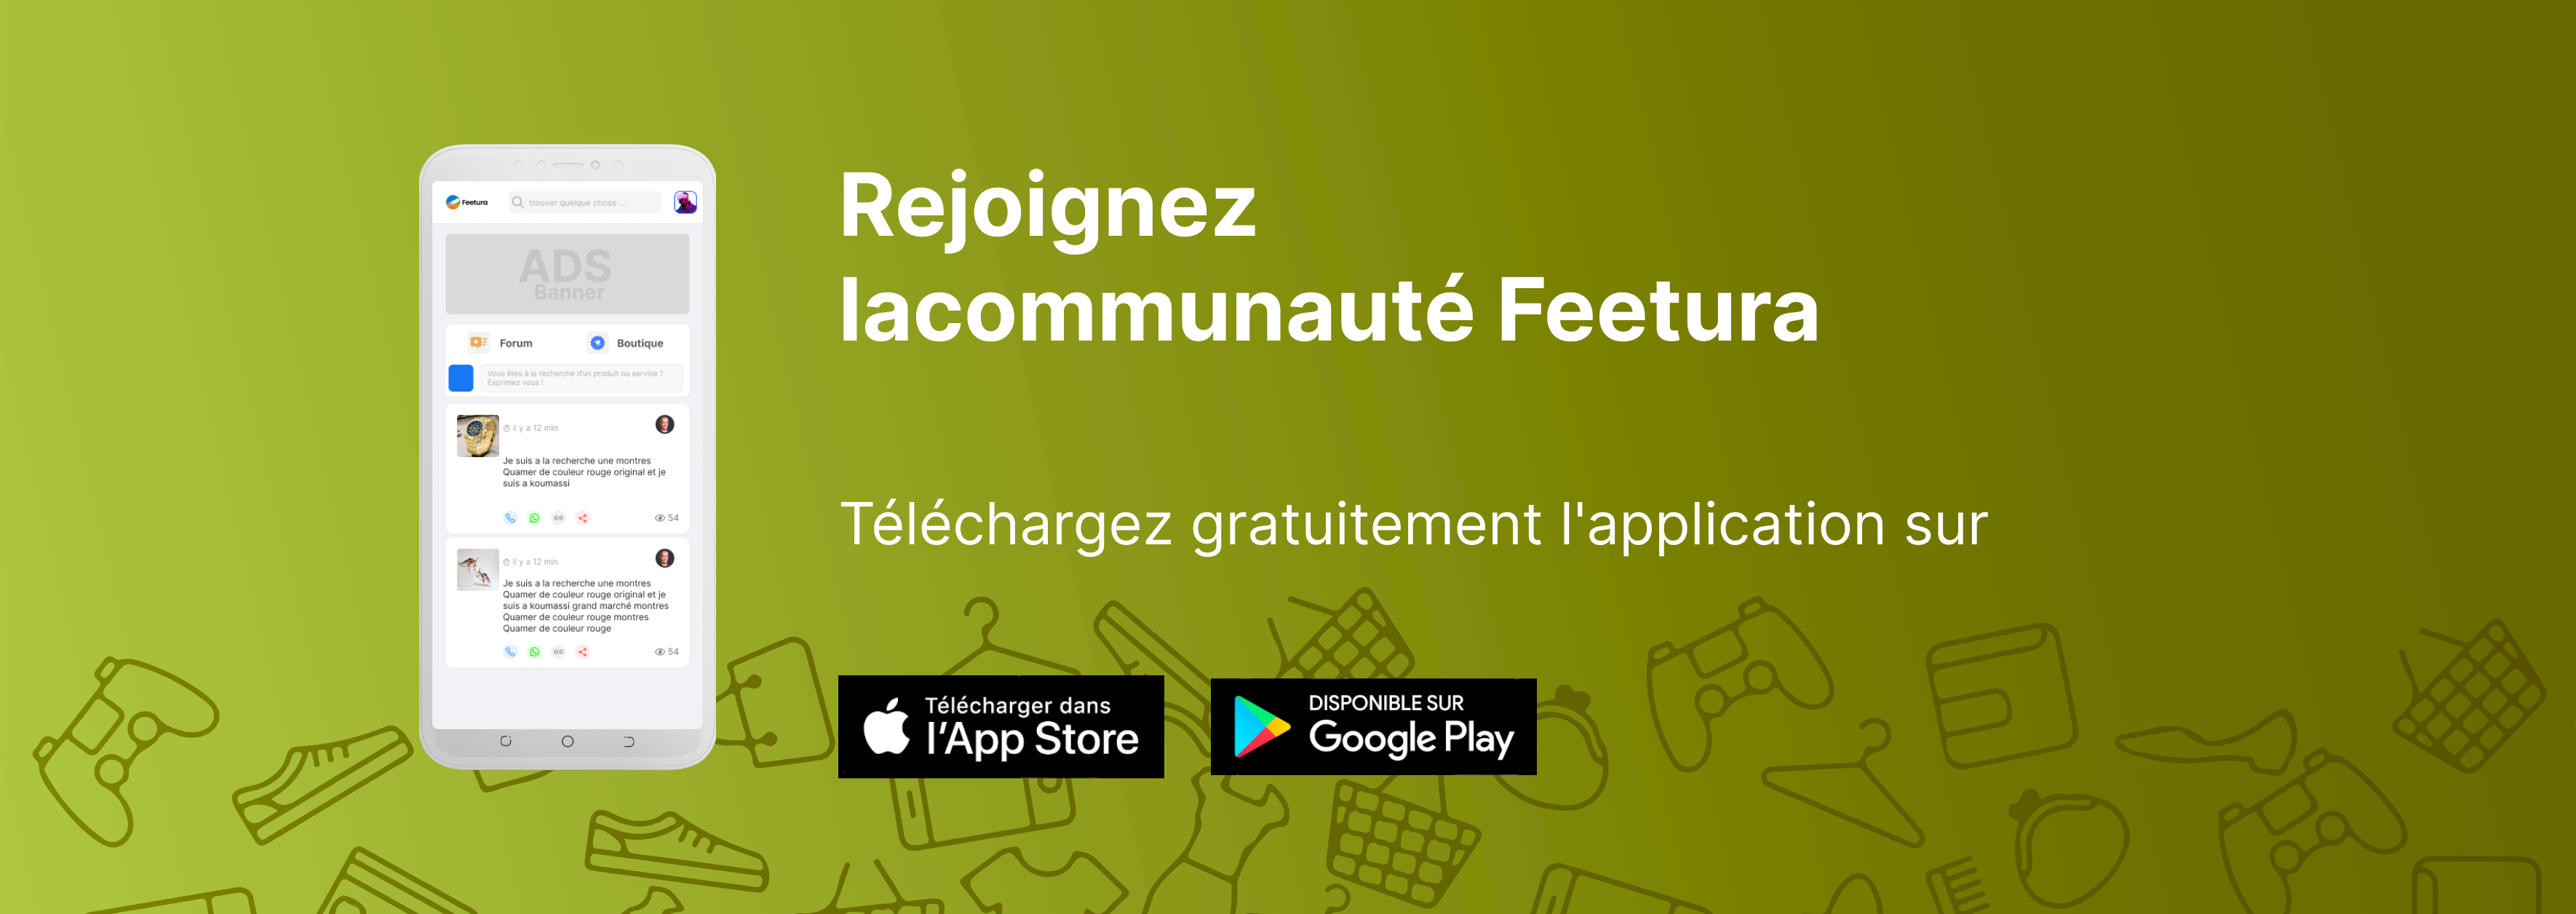 Feetura
trouver quelque chose ...
ADS
Banner
Forum
Boutique
Vous êtes à la recherche d'un produit ou service ?
Exprimez vous !
il y a 12 min
Je suis a la recherche une montres
Quamer de couleur rouge original et je
suis a koumassi
54
il y a 12 min
Je suis a la recherche une montres
Quamer de couleur rouge original et je
suis a koumassi grand marché montres
Quamer de couleur rouge montres
Quamer de couleur rouge
54
Rejoignez
lacommunauté Feetura
Téléchargez gratuitement l'application sur
Télécharger dans
l'App Store
DISPONIBLE SUR
Google Play